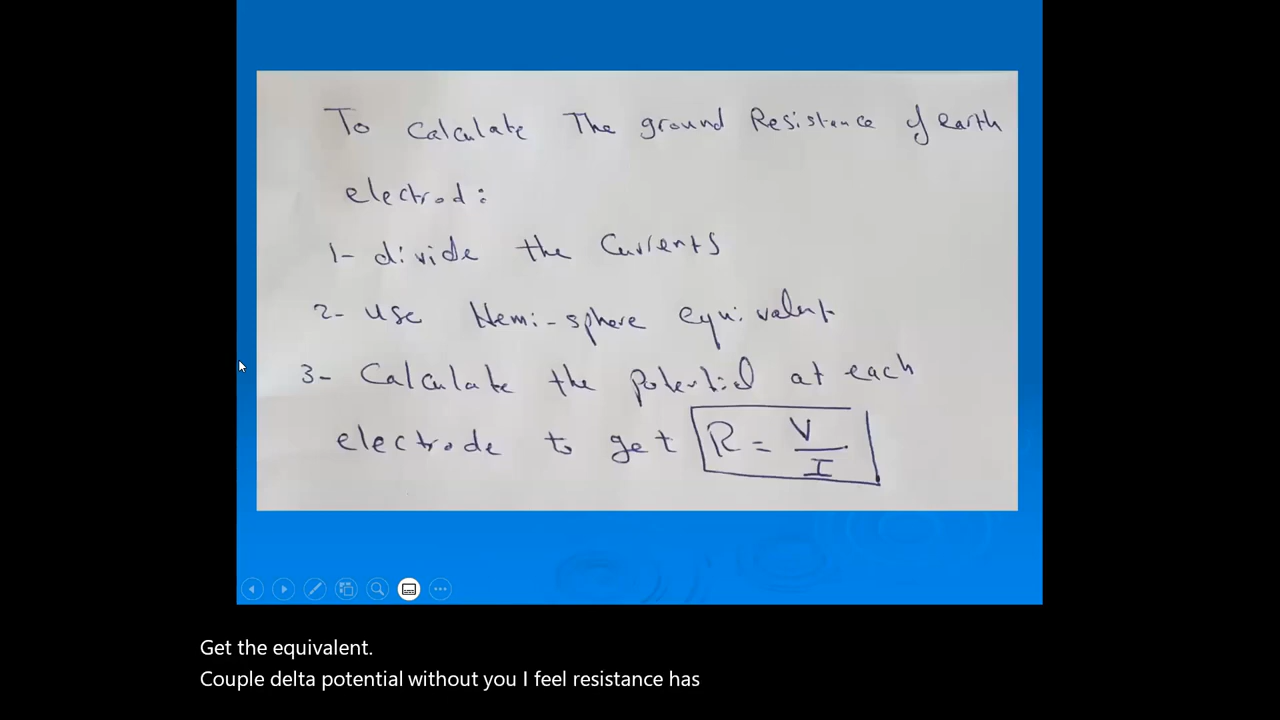 To calculate The ground Resistance of earth
electrod:
1- divide the Currents
2- use Hemi-sphere equivalent
3- Calculate the potential at each
electrode to get R = V/I
Get the equivalent.
Couple delta potential without you I feel resistance has